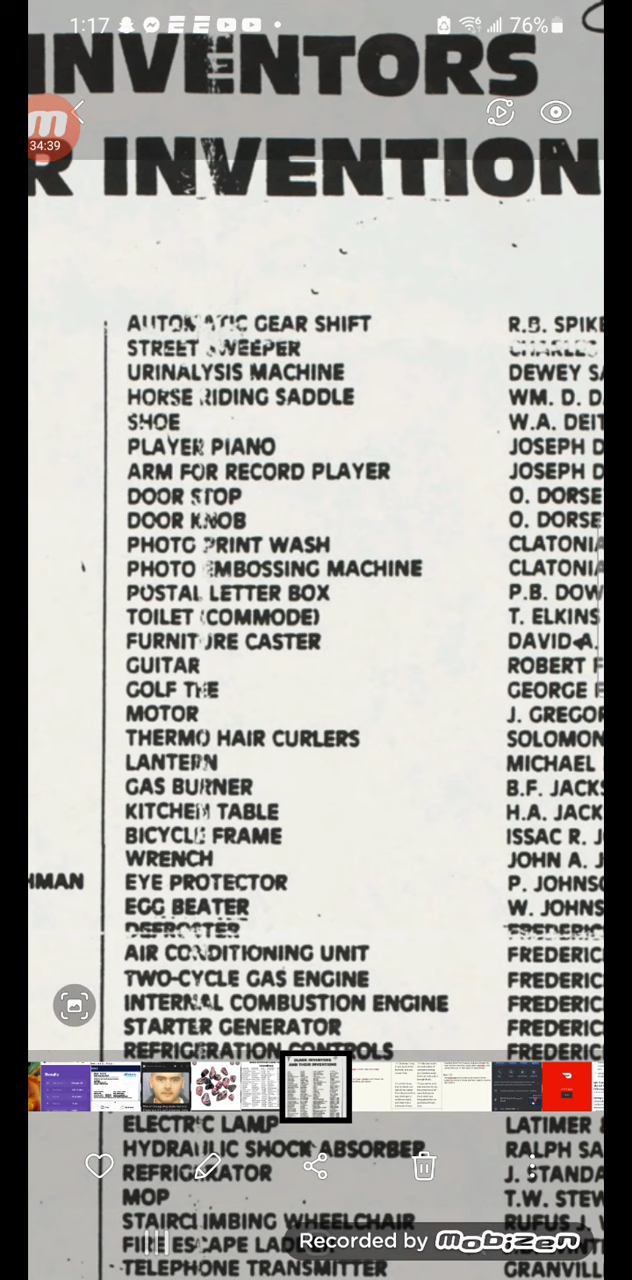 1:17
76%
INVENTORS
R INVENTION
34:39
AUTOMATIC GEAR SHIFT R.B. SPIKE
STREET SWEEPER CHARLES
URINALYSIS MACHINE DEWEY SA
HORSE RIDING SADDLE WM. D. D
SHOE W.A. DEIT
PLAYER PIANO JOSEPH D
ARM FOR RECORD PLAYER JOSEPH D
DOOR STOP O. DORSE
DOOR KNOB O. DORSE
PHOTO PRINT WASH CLATONIA
PHOTO EMBOSSING MACHINE CLATONIA
POSTAL LETTER BOX P.B. DOW
TOILET (COMMODE) T. ELKINS
FURNITURE CASTER DAVID A.
GUITAR ROBERT F
GOLF TEE GEORGE F
MOTOR J. GREGOR
THERMO HAIR CURLERS SOLOMON
LANTERN MICHAEL
GAS BURNER B.F. JACKS
KITCHEN TABLE H.A. JACK
BICYCLE FRAME ISSAC R. J
WRENCH JOHN A. J
HMAN EYE PROTECTOR P. JOHNSO
EGG BEATER W. JOHNS
DEFROSTER FREDERIC
AIR CONDITIONING UNIT FREDERIC
TWO-CYCLE GAS ENGINE FREDERIC
INTERNAL COMBUSTION ENGINE FREDERIC
STARTER GENERATOR FREDERIC
REFRIGERATION CONTROLS FREDERIC
ELECTRIC LAMP LATIMER &
HYDRAULIC SHOCK ABSORBER RALPH SA
REFRIGERATOR J. STANDA
MOP T.W. STEW
STAIRCLIMBING WHEELCHAIR RUFUS J. W
FIRE ESCAPE LADDER
TELEPHONE TRANSMITTER GRANVILL
Recorded by mobizen